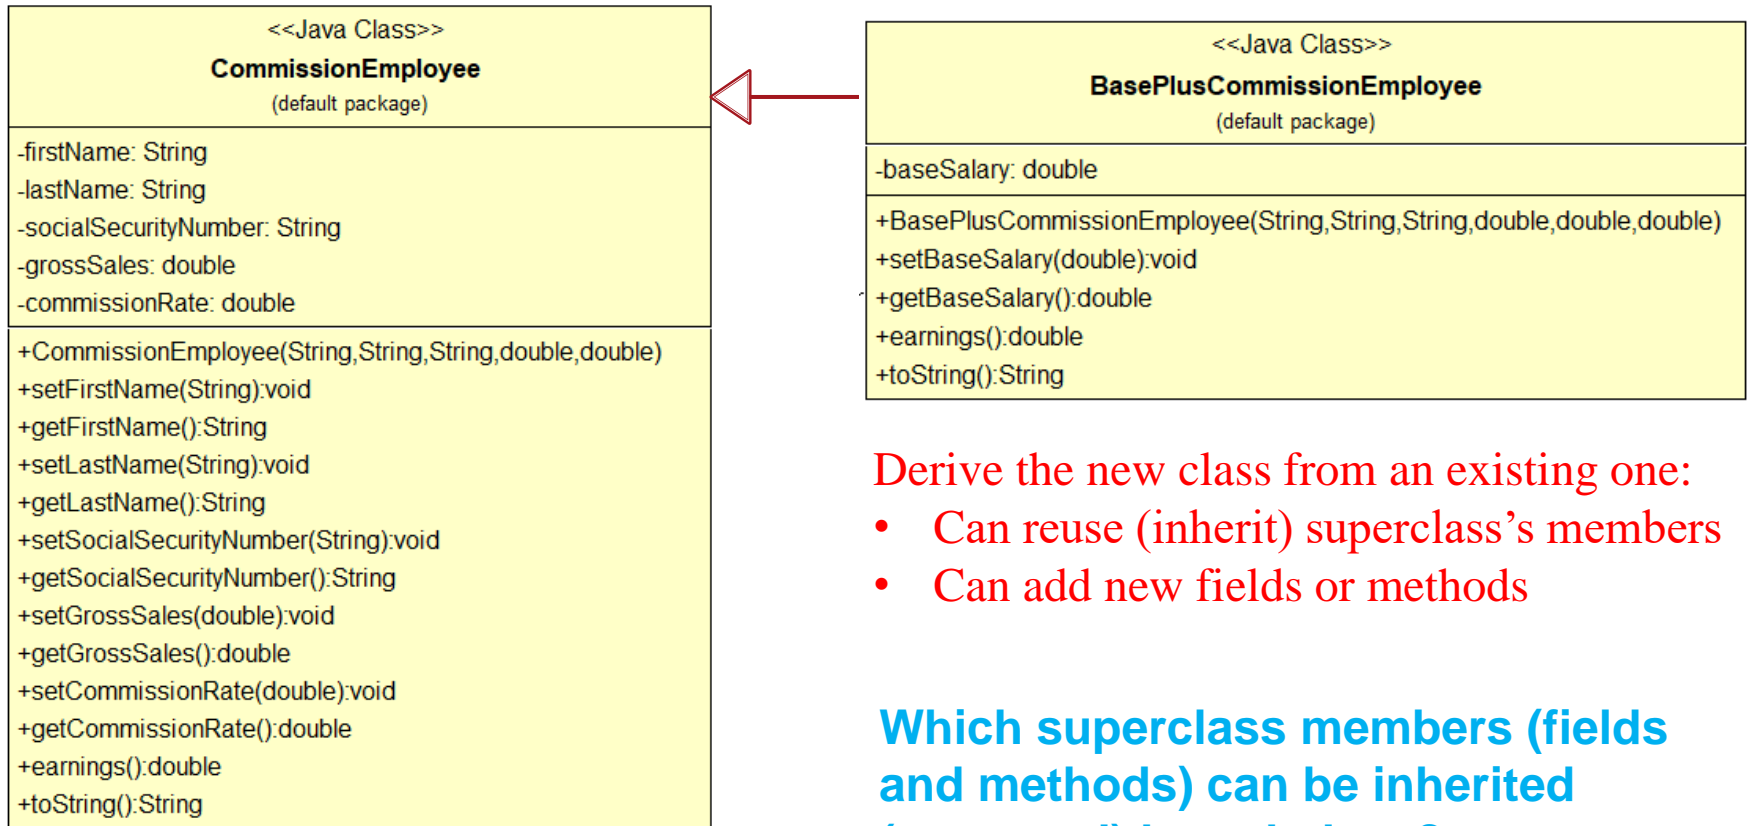 <<Java Class>>
CommissionEmployee
(default package)
-firstName: String
-lastName: String
-socialSecurityNumber: String
-grossSales: double
-commissionRate: double
+CommissionEmployee(String,String,String,double,double)
+setFirstName(String):void
+getFirstName():String
+setLastName(String):void
+getLastName():String
+setSocialSecurityNumber(String):void
+getSocialSecurityNumber():String
+setGrossSales(double):void
+getGrossSales():double
+setCommissionRate(double):void
+getCommissionRate():double
+earnings():double
+toString():String
<<Java Class>>
BasePlusCommissionEmployee
(default package)
-baseSalary: double
+BasePlusCommissionEmployee(String,String,String,double,double,double)
+setBaseSalary(double):void
+getBaseSalary():double
+earnings():double
+toString():String
Derive the new class from an existing one:
• Can reuse (inherit) superclass’s members
• Can add new fields or methods
Which superclass members (fields
and methods) can be inherited